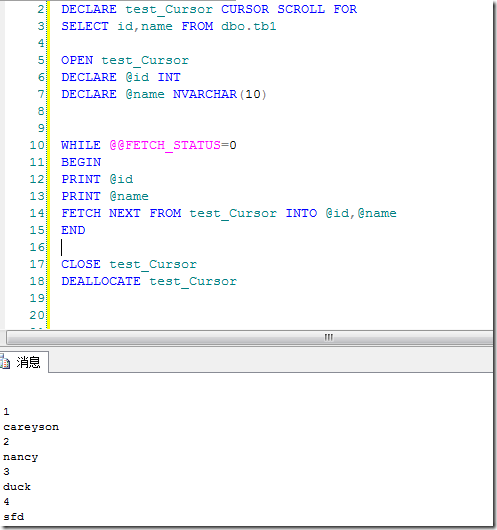 2 DECLARE test_Cursor CURSOR SCROLL FOR
3 SELECT id,name FROM dbo.tb1
4
5 OPEN test_Cursor
6 DECLARE @id INT
7 DECLARE @name NVARCHAR(10)
8
9
10 WHILE @@FETCH_STATUS=0
11 BEGIN
12 PRINT @id
13 PRINT @name
14 FETCH NEXT FROM test_Cursor INTO @id,@name
15 END
16
17 CLOSE test_Cursor
18 DEALLOCATE test_Cursor
19
20
消息
1
careyson
2
nancy
3
duck
4
sfd